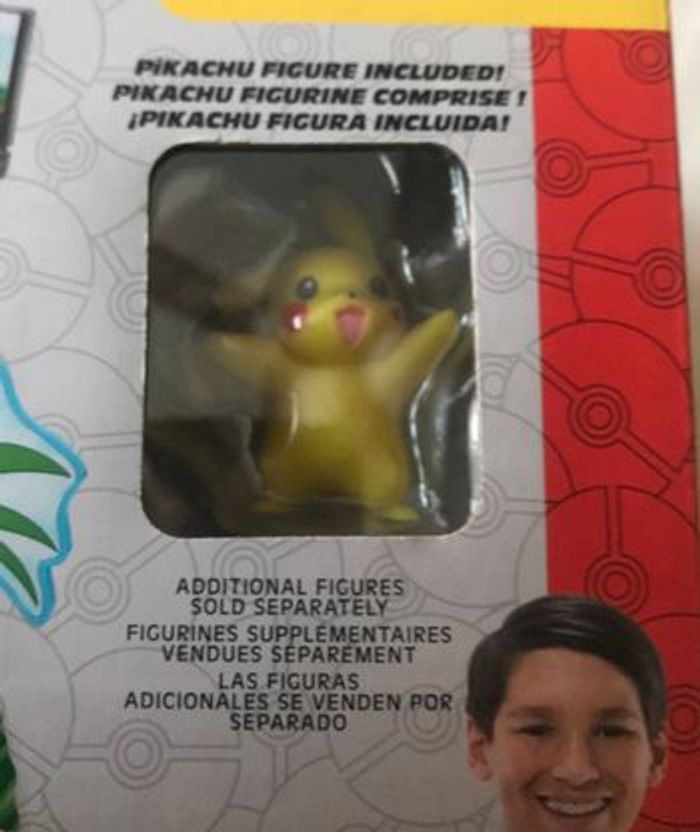 PiKACHU FIGURE INCLUDED!
PIKACHU FIGURINE COMPRISE !
¡PIKACHU FIGURA INCLUIDA!
ADDITIONAL FIGURES
SOLD SEPARATELY
FIGURINES SUPPLÉMENTAIRES
VENDUES SÉPARÉMENT
LAS FIGURAS
ADICIONALES SE VENDEN POR
SEPARADO